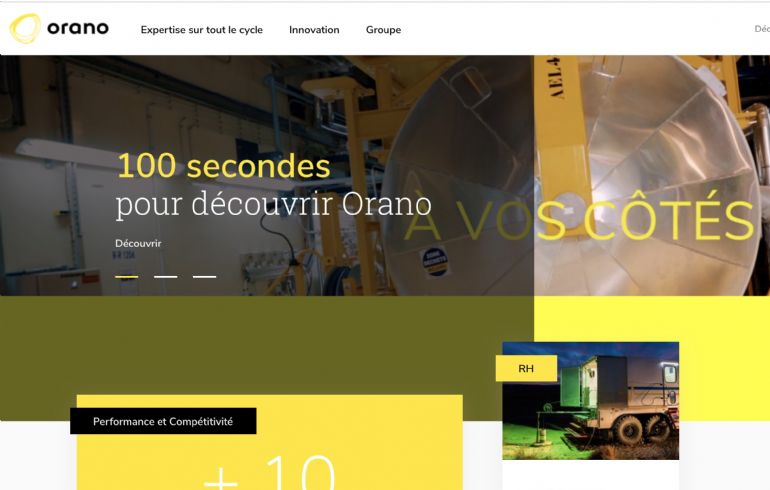 orano
Expertise sur tout le cycle
Innovation
Groupe
Déc
AEL4
100 secondes
pour découvrir Orano
À VOS CÔTÉS
Découvrir
RH
Performance et Compétitivité
+ 10